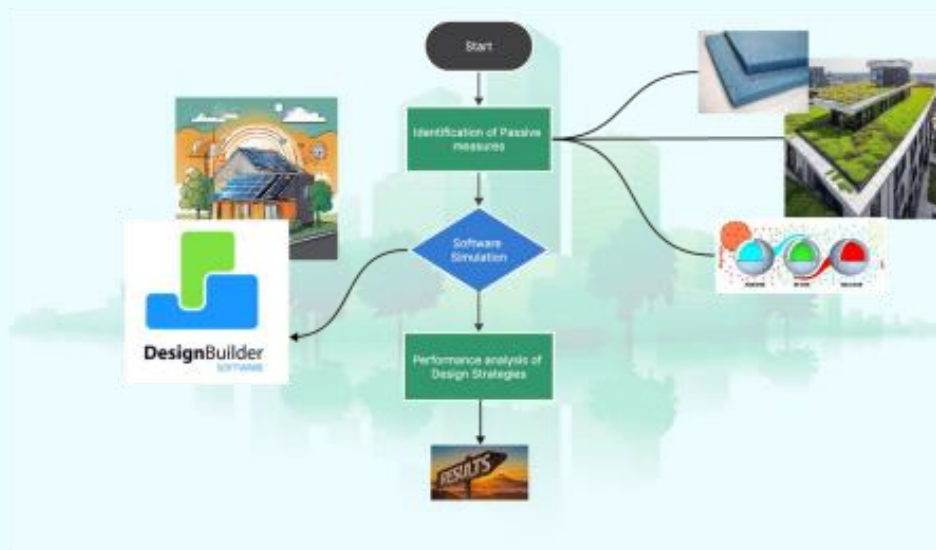 Start
Identification of Passive
measures
Software
Simulation
DesignBuilder
SOFTWARE
Performance analysis of
Design Strategies
RESULTS